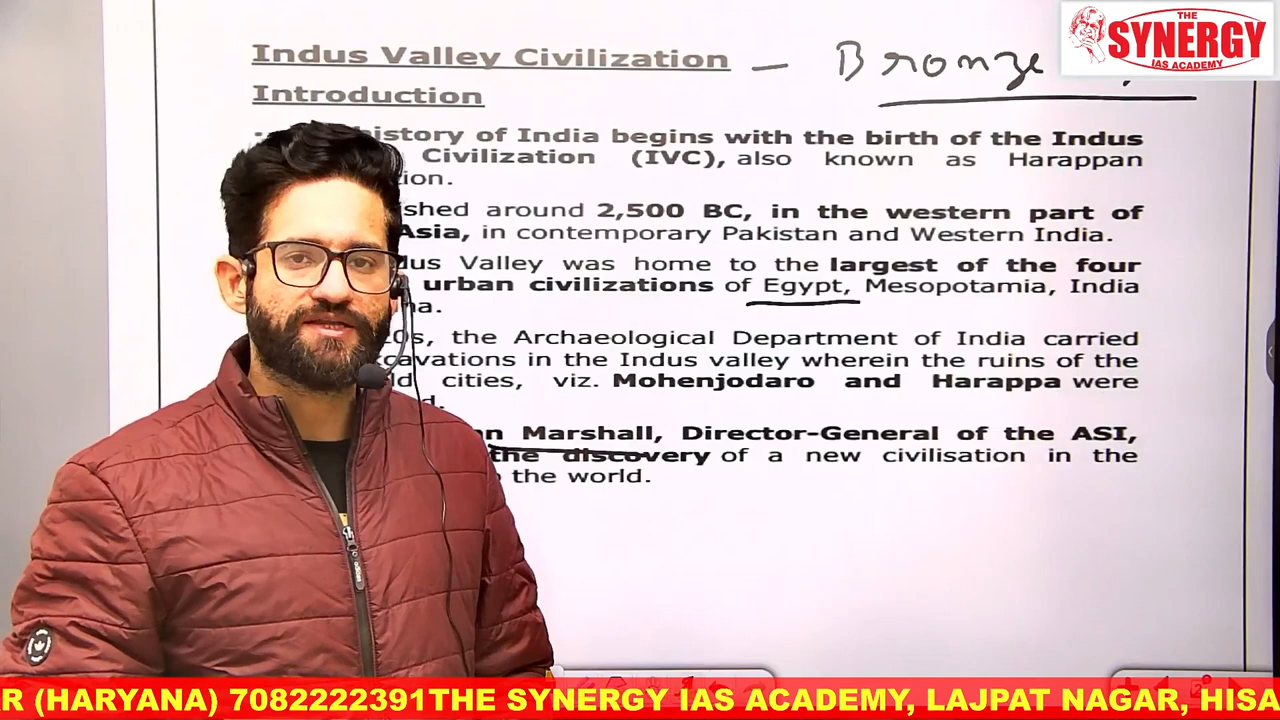 THE
SYNERGY
IAS ACADEMY
Indus Valley Civilization - Bronze
Introduction
history of India begins with the birth of the Indus
Civilization (IVC), also known as Harappan
tion.
ished around 2,500 BC, in the western part of
Asia, in contemporary Pakistan and Western India.
dus Valley was home to the largest of the four
urban civilizations of Egypt, Mesopotamia, India
na.
20s, the Archaeological Department of India carried
cavations in the Indus valley wherein the ruins of the
ld cities, viz. Mohenjodaro and Harappa were
d.
n Marshall, Director-General of the ASI,
the discovery of a new civilisation in the
the world.
R (HARYANA) 7082222391THE SYNERGY IAS ACADEMY, LAJPAT NAGAR, HISA